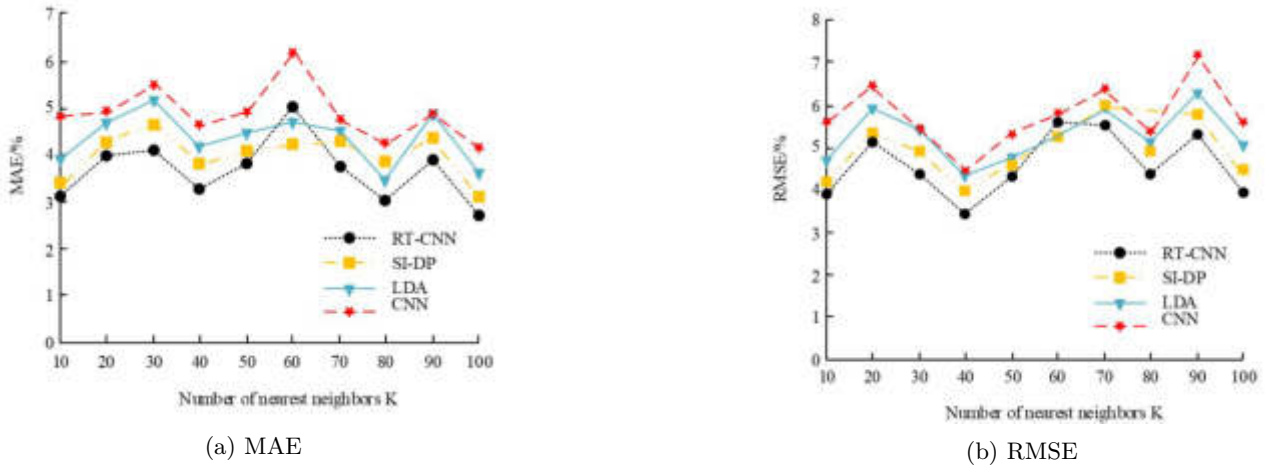 7
6
5
4
3
2
1
0
MAE/%
10 20 30 40 50 60 70 80 90 100
Number of nearest neighbors K
RT-CNN
SI-DP
LDA
CNN
(a) MAE
8
7
6
5
4
3
2
1
0
RMSE/%
10 20 30 40 50 60 70 80 90 100
Number of nearest neighbors K
RT-CNN
SI-DP
LDA
CNN
(b) RMSE